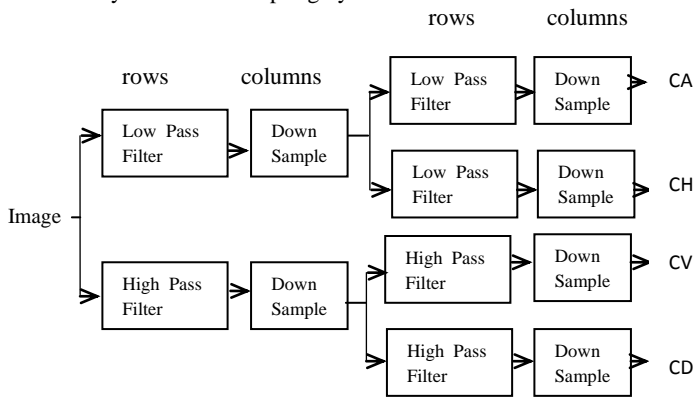 rows columns
rows columns
Low Pass
Filter
Down
Sample
CA
Low Pass
Filter
Down
Sample
Low Pass
Filter
Down
Sample
CH
Image
High Pass
Filter
Down
Sample
CV
High Pass
Filter
Down
Sample
High Pass
Filter
Down
Sample
CD